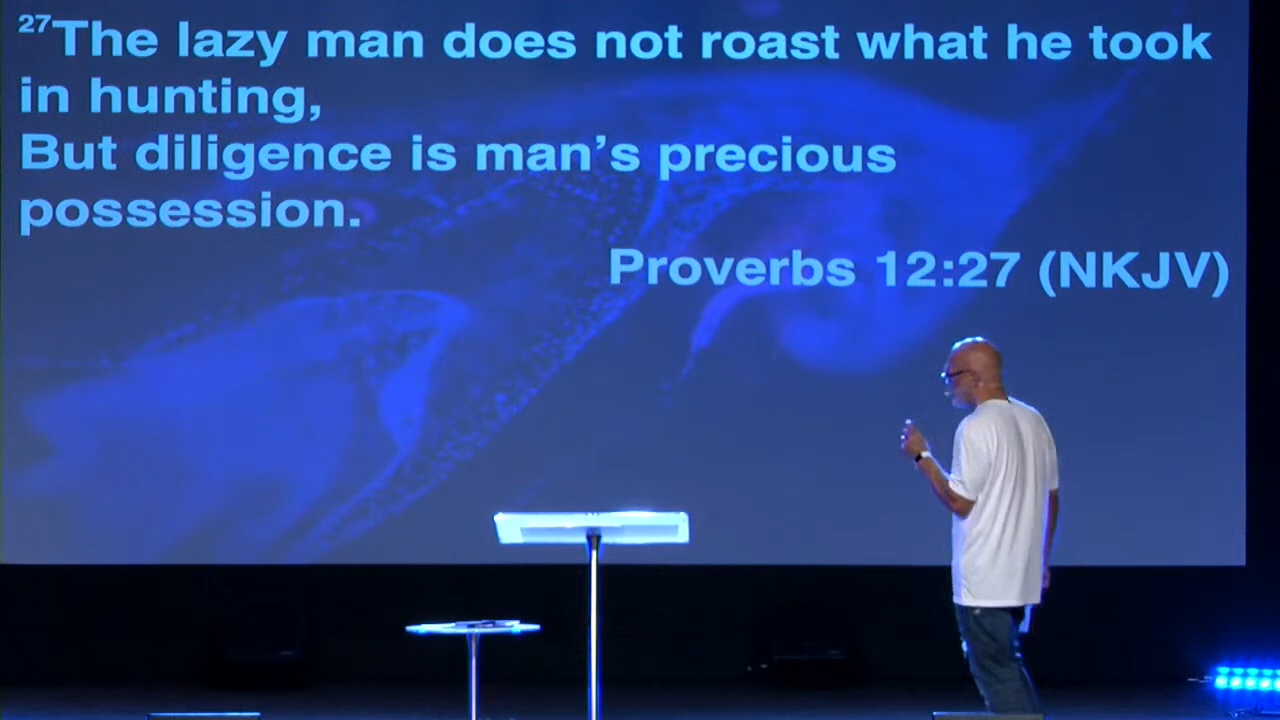 27The lazy man does not roast what he took
in hunting,
But diligence is man’s precious
possession.
Proverbs 12:27 (NKJV)